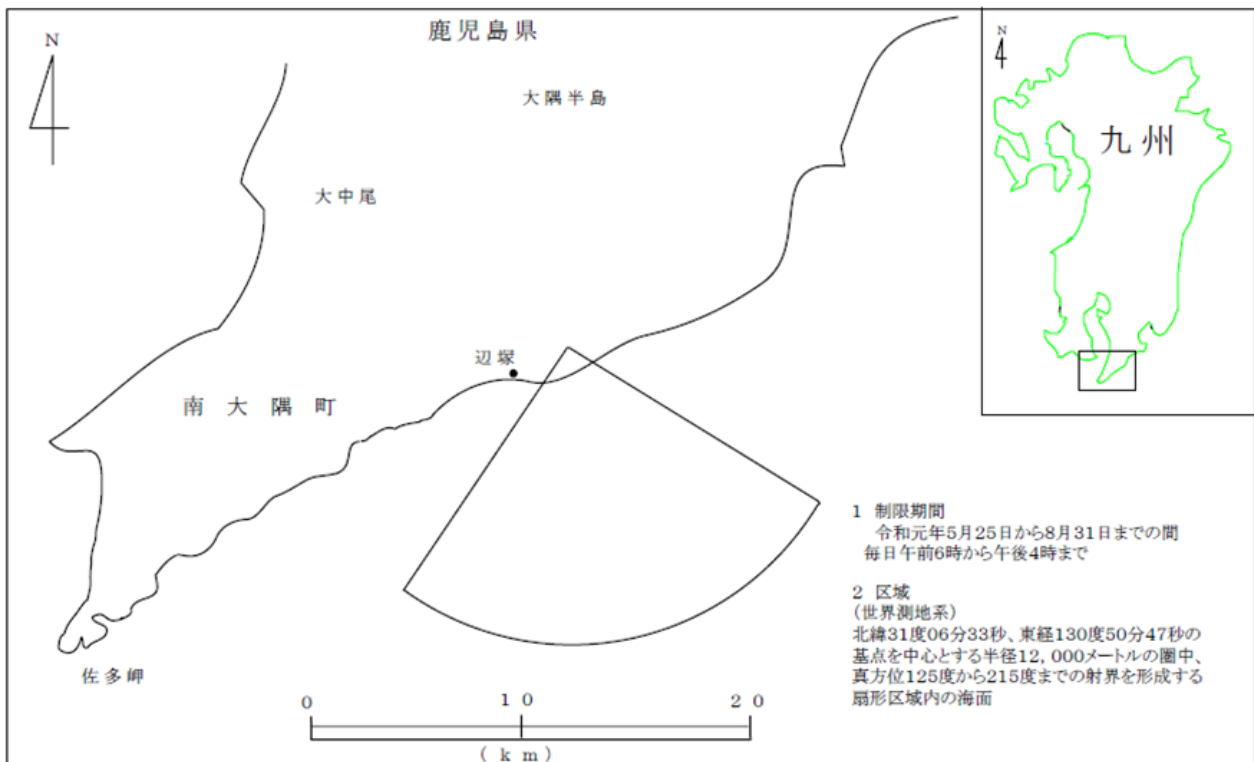 鹿児島県
N
大隅半島
大中尾
辺塚
南大隅町
佐多岬
N
九州
1 制限期間
令和元年5月25日から8月31日までの間
毎日午前6時から午後4時まで
2 区域
(世界測地系)
北緯31度06分33秒、東経130度50分47秒の
基点を中心とする半径12,000メートルの圏中、
真方位125度から215度までの射界を形成する
扇形区域内の海面
0 10 20
(km)